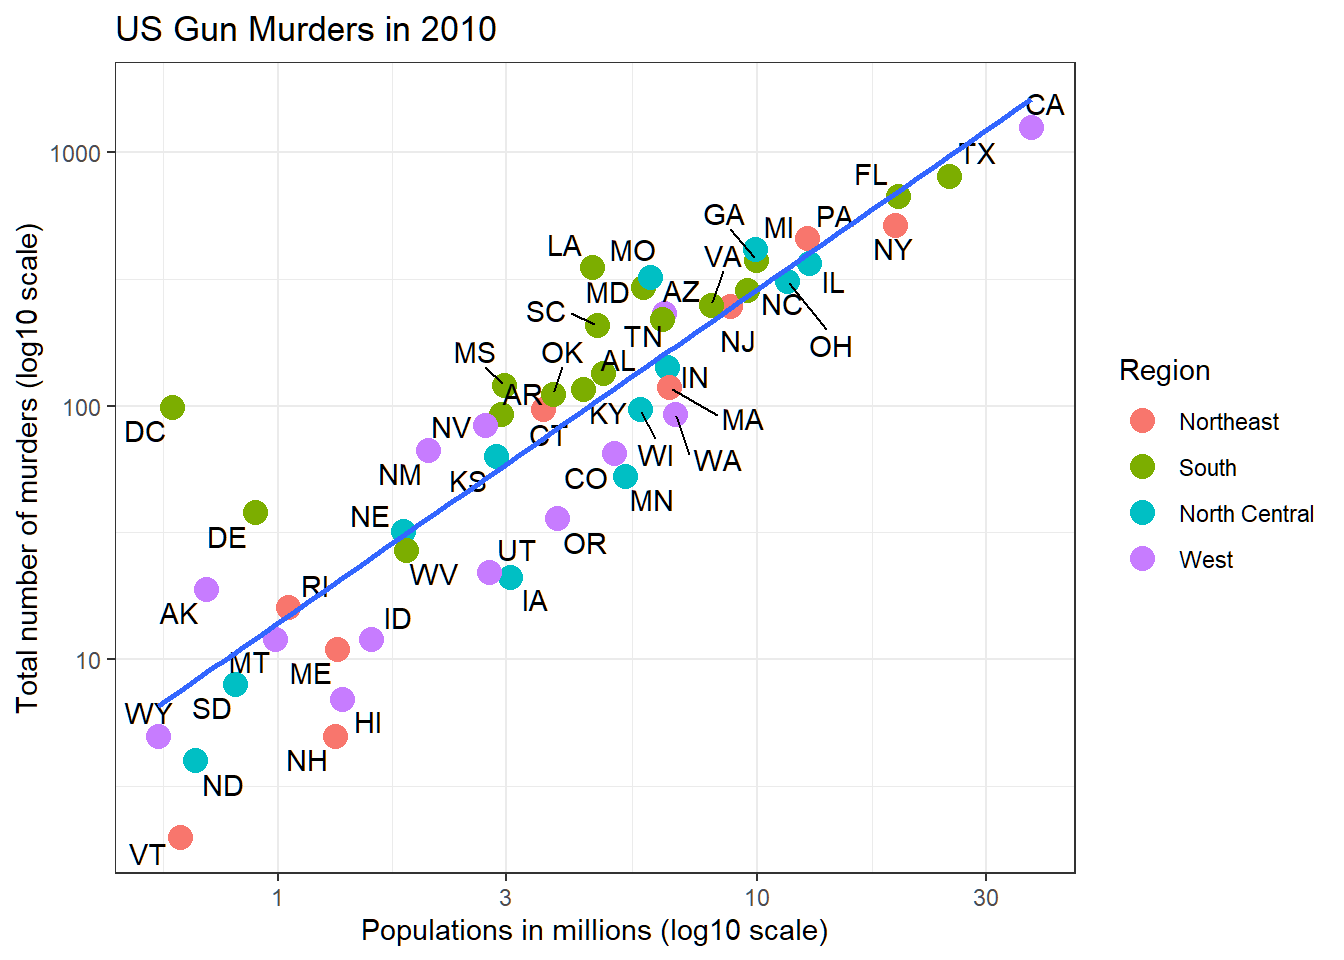 US Gun Murders in 2010
Total number of murders (log10 scale)
1000
100
10
CA
TX
FL
GA
MI
PA
NY
LA
MO
VA
IL
MD
AZ
NC
SC
TN
NJ
OH
MS
OK
AL
IN
AR
KY
MA
DC
NV
CT
WI
WA
NM
KS
CO
MN
NE
DE
UT
OR
WV
RI
IA
AK
ID
MT
ME
WY
SD
HI
NH
ND
VT
1
3
10
30
Populations in millions (log10 scale)
Region
Northeast
South
North Central
West